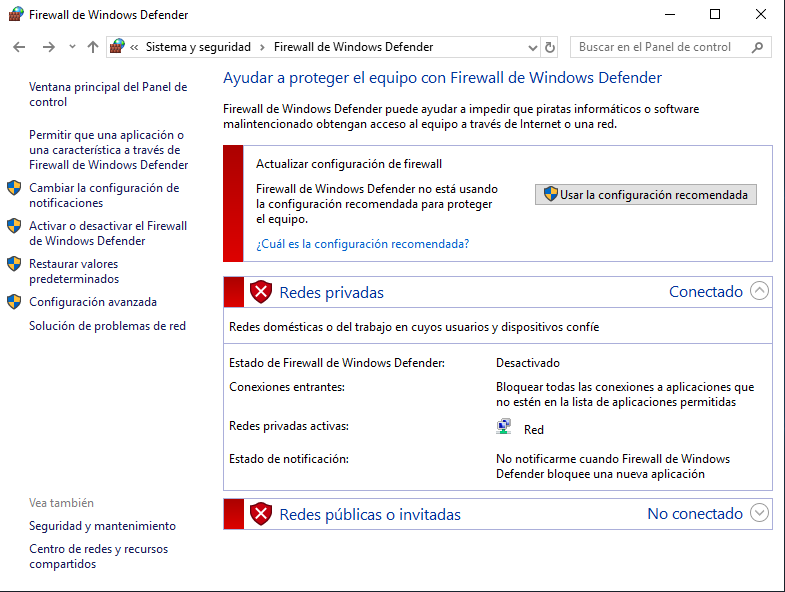 Firewall de Windows Defender
« Sistema y seguridad › Firewall de Windows Defender
Buscar en el Panel de control
Ventana principal del Panel de
control
Permitir que una aplicación o
una característica a través de
Firewall de Windows Defender
Cambiar la configuración de
notificaciones
Activar o desactivar el Firewall
de Windows Defender
Restaurar valores
predeterminados
Configuración avanzada
Solución de problemas de red
Vea también
Seguridad y mantenimiento
Centro de redes y recursos
compartidos
Ayudar a proteger el equipo con Firewall de Windows Defender
Firewall de Windows Defender puede ayudar a impedir que piratas informáticos o software
malintencionado obtengan acceso al equipo a través de Internet o una red.
Actualizar configuración de firewall
Firewall de Windows Defender no está usando
la configuración recomendada para proteger
el equipo.
¿Cuál es la configuración recomendada?
Usar la configuración recomendada
Redes privadas Conectado
Redes domésticas o del trabajo en cuyos usuarios y dispositivos confíe
Estado de Firewall de Windows Defender: Desactivado
Conexiones entrantes: Bloquear todas las conexiones a aplicaciones que
no estén en la lista de aplicaciones permitidas
Redes privadas activas: Red
Estado de notificación: No notificarme cuando Firewall de Windows
Defender bloquee una nueva aplicación
Redes públicas o invitadas No conectado